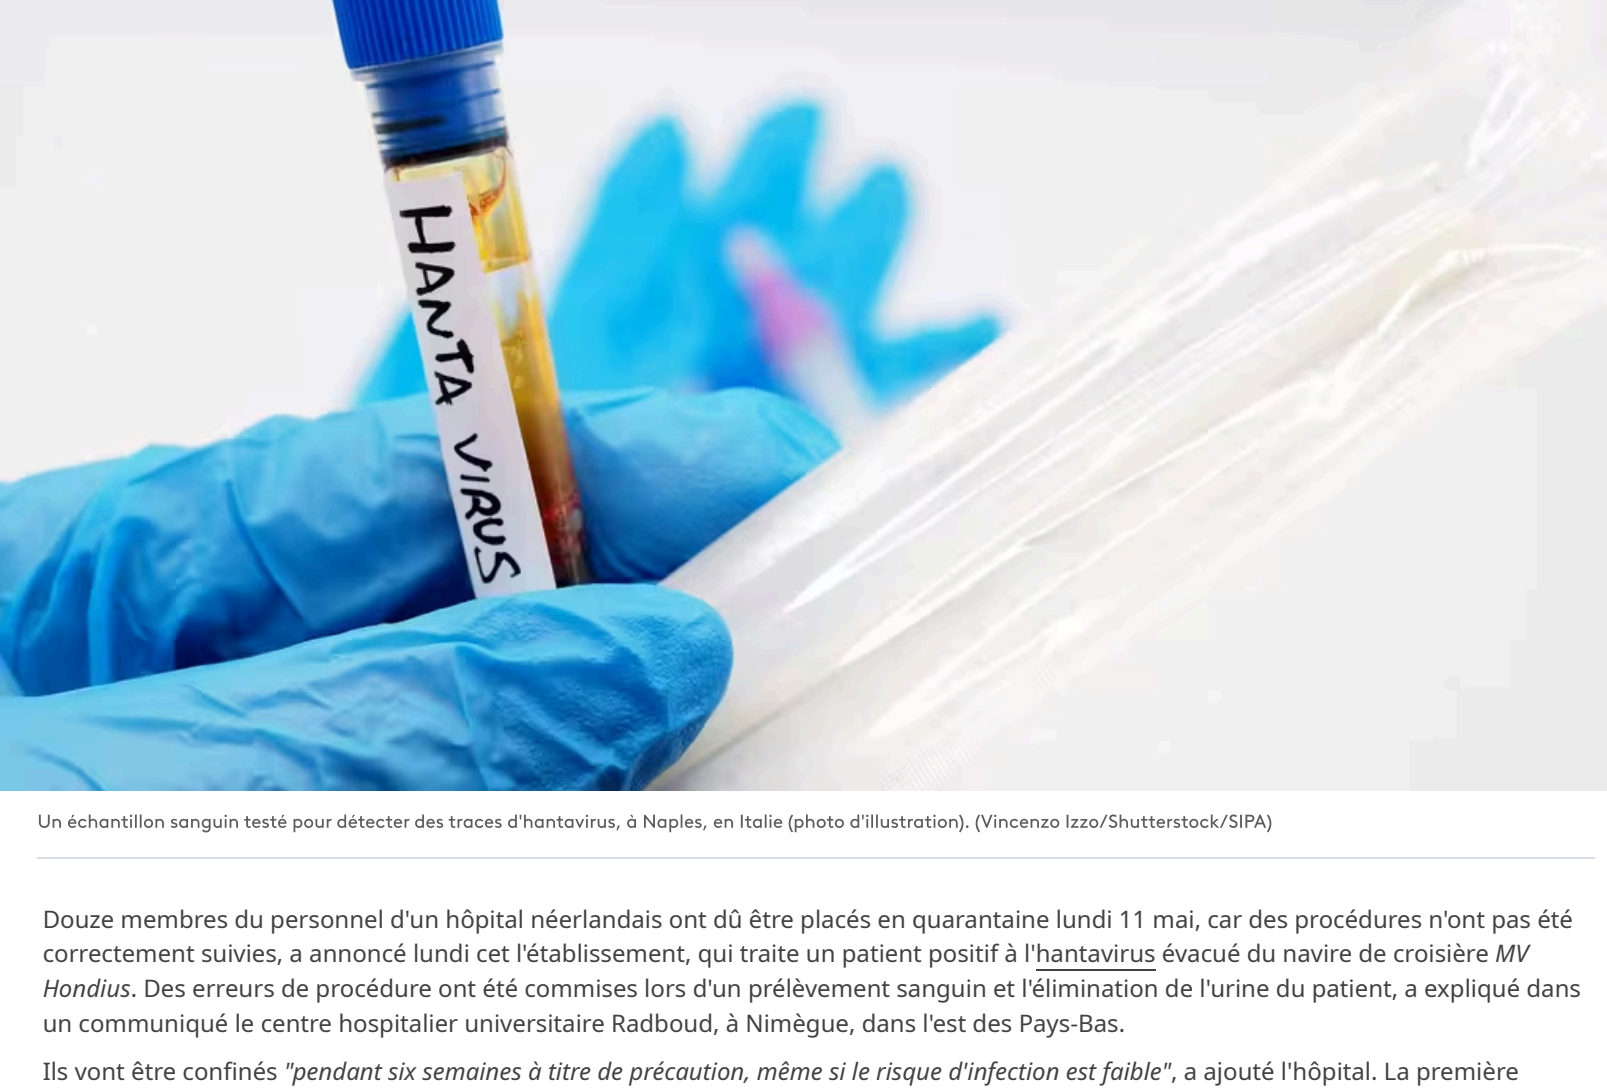 HANTA VIRUS
Un échantillon sanguin testé pour détecter des traces d'hantavirus, à Naples, en Italie (photo d'illustration). (Vincenzo Izzo/Shutterstock/SIPA)
Douze membres du personnel d'un hôpital néerlandais ont dû être placés en quarantaine lundi 11 mai, car des procédures n'ont pas été
correctement suivies, a annoncé lundi cet l'établissement, qui traite un patient positif à l'hantavirus évacué du navire de croisière MV
Hondius. Des erreurs de procédure ont été commises lors d'un prélèvement sanguin et l'élimination de l'urine du patient, a expliqué dans
un communiqué le centre hospitalier universitaire Radboud, à Nimègue, dans l'est des Pays-Bas.
Ils vont être confinés "pendant six semaines à titre de précaution, même si le risque d'infection est faible", a ajouté l'hôpital. La première